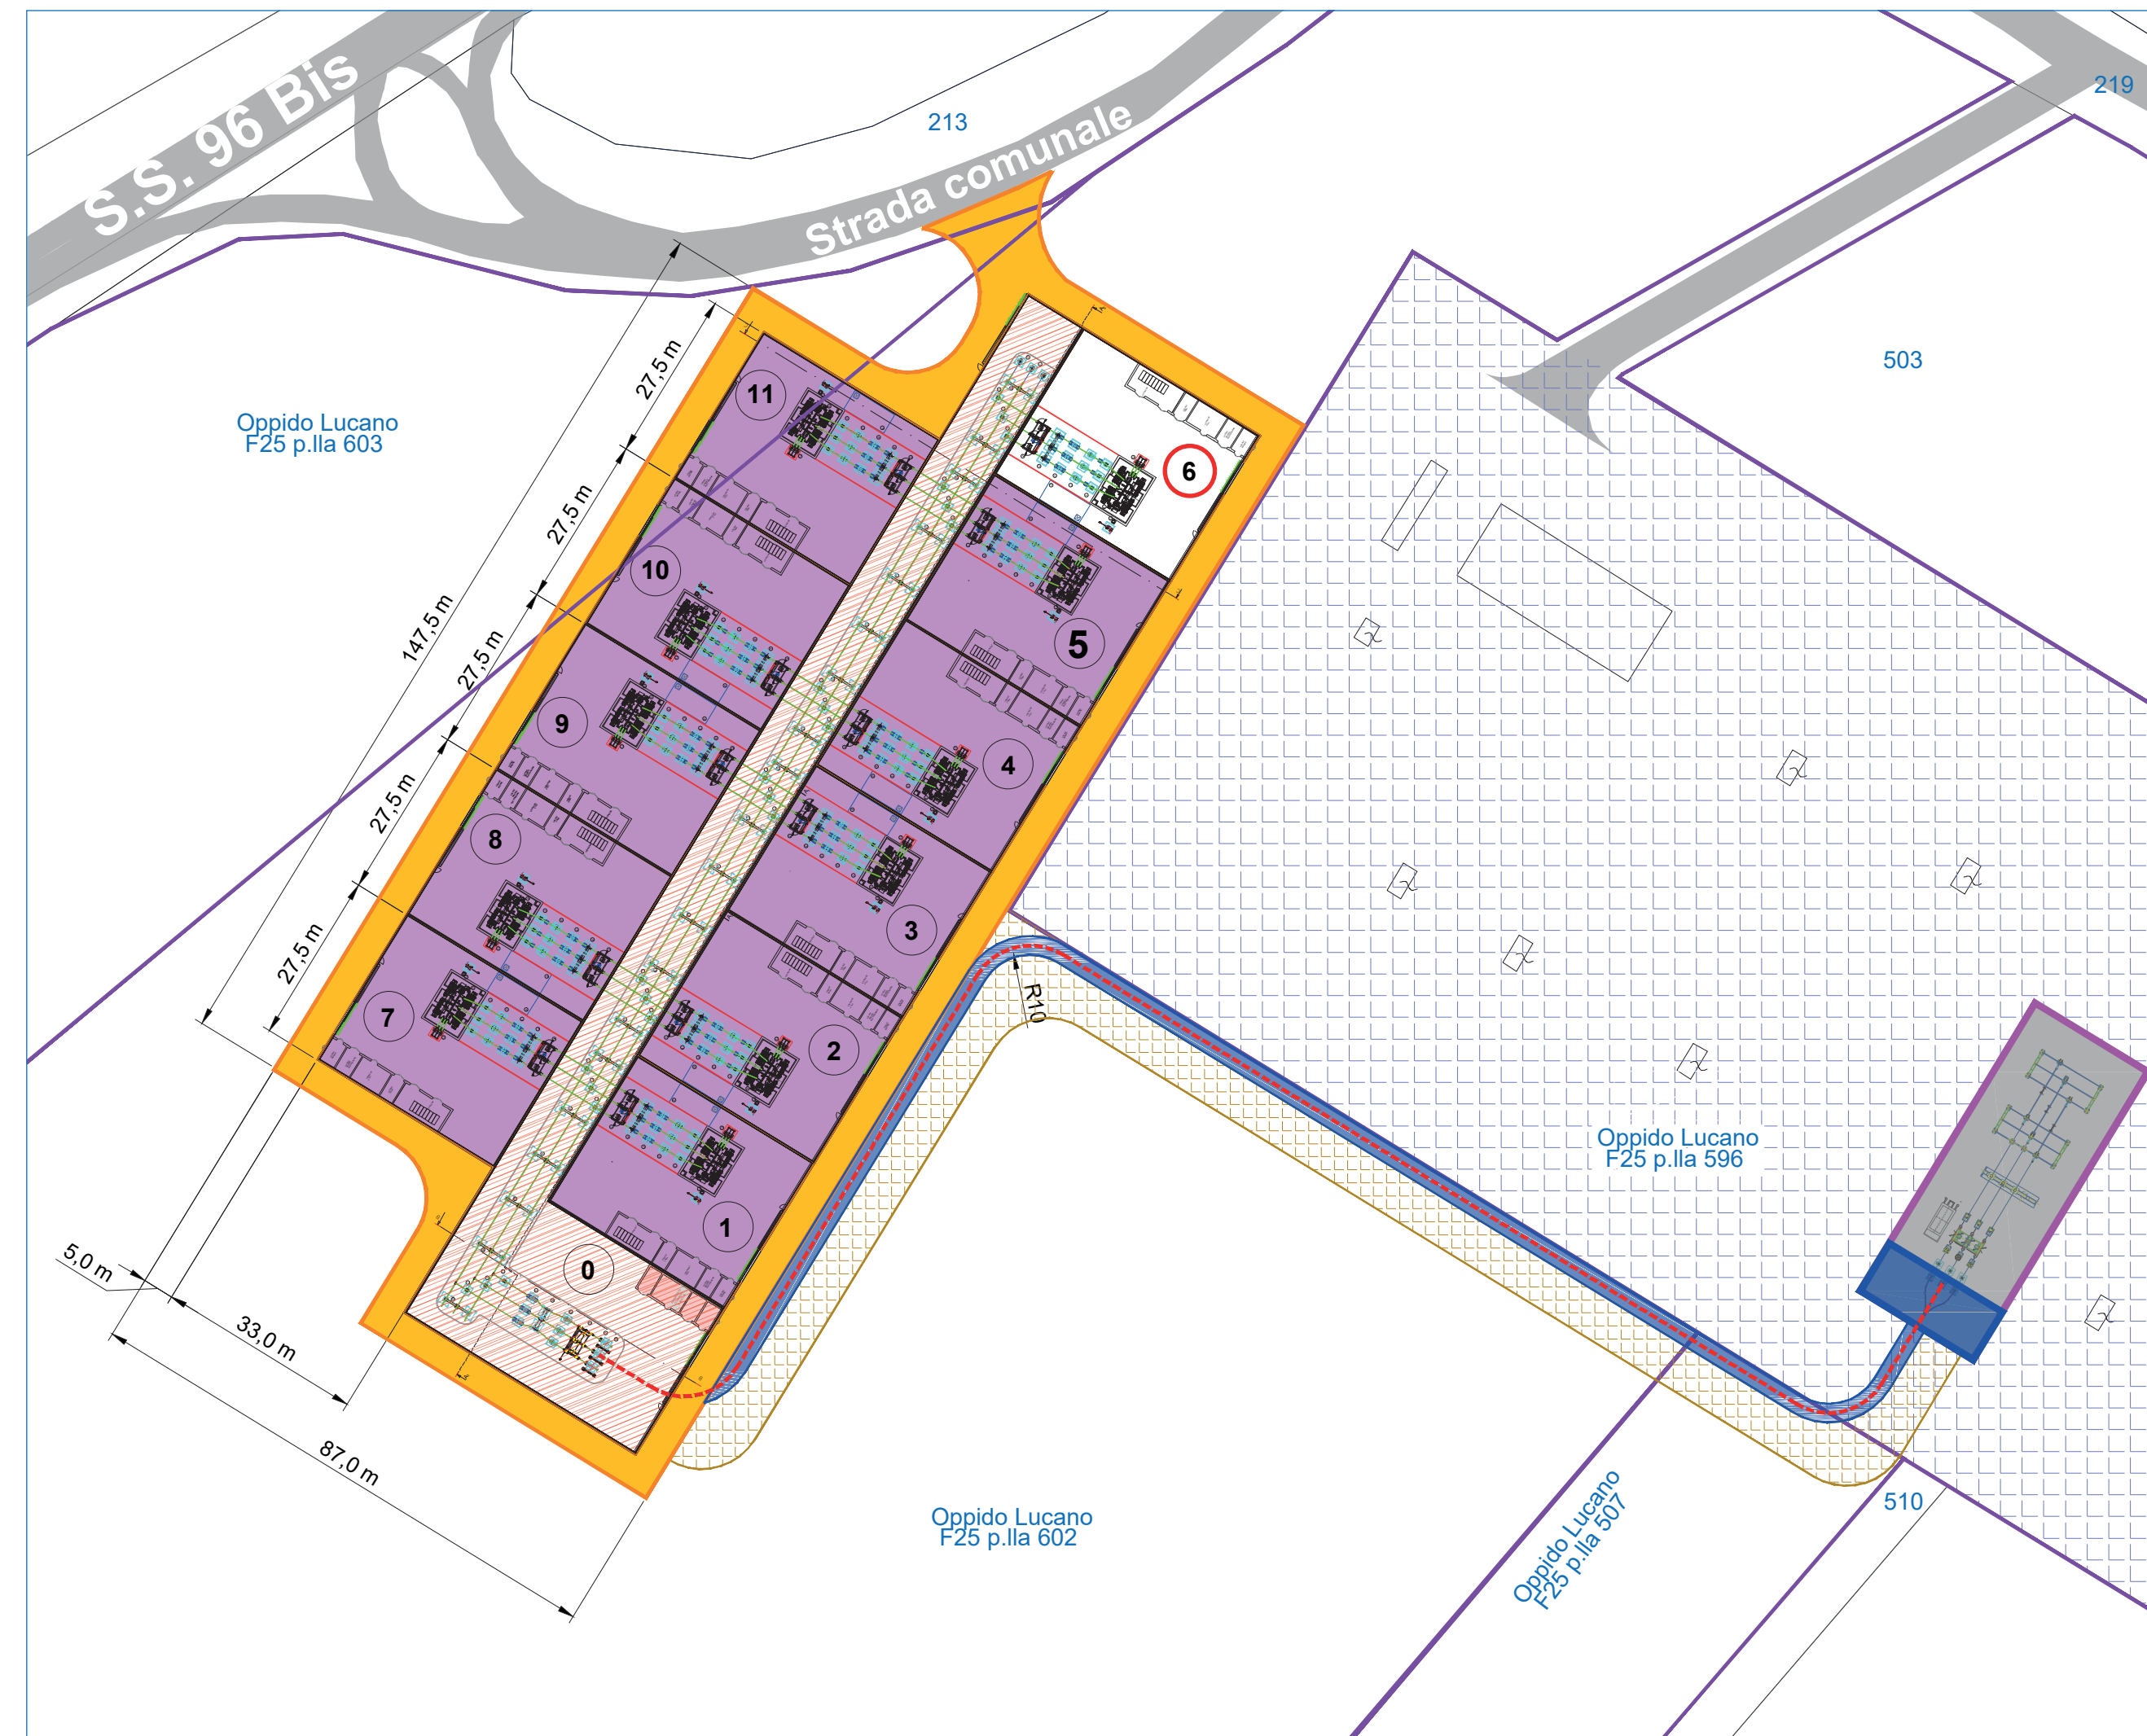 S.S. 96 Bis
213
Strada comunale
219
503
Oppido Lucano
F25 p.lla 603
27,5 m
27,5 m
27,5 m
27,5 m
27,5 m
147,5 m
11
6
10
5
9
4
8
3
7
2
1
0
R10
Oppido Lucano
F25 p.lla 596
5,0 m
33,0 m
87,0 m
Oppido Lucano
F25 p.lla 602
Oppido Lucano
F25 p.lla 507
510